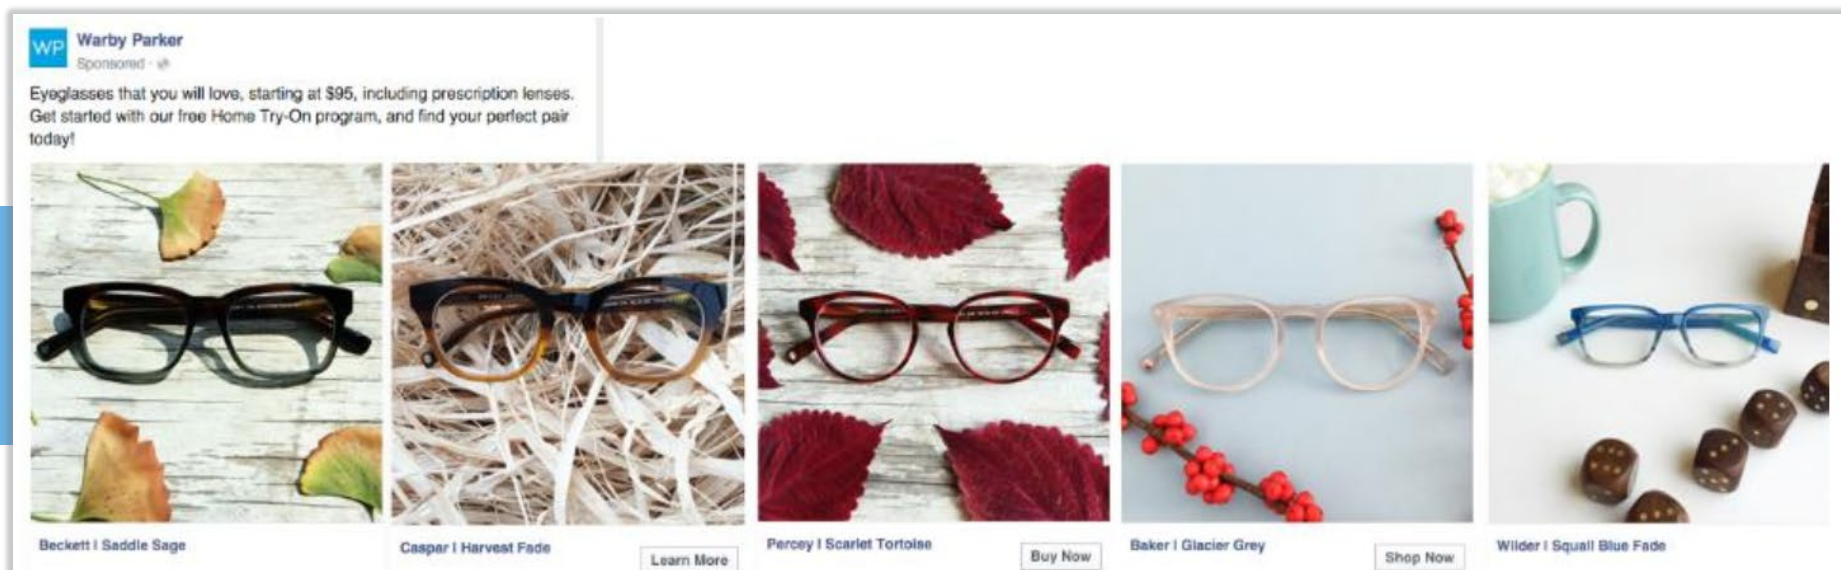 WP
Warby Parker
Sponsored ·
Eyeglasses that you will love, starting at $95, including prescription lenses.
Get started with our free Home Try-On program, and find your perfect pair
today!
Beckett | Saddle Sage
Caspar | Harvest Fade
Learn More
Percey | Scarlet Tortoise
Buy Now
Baker | Glacier Grey
Shop Now
Wilder | Squall Blue Fade